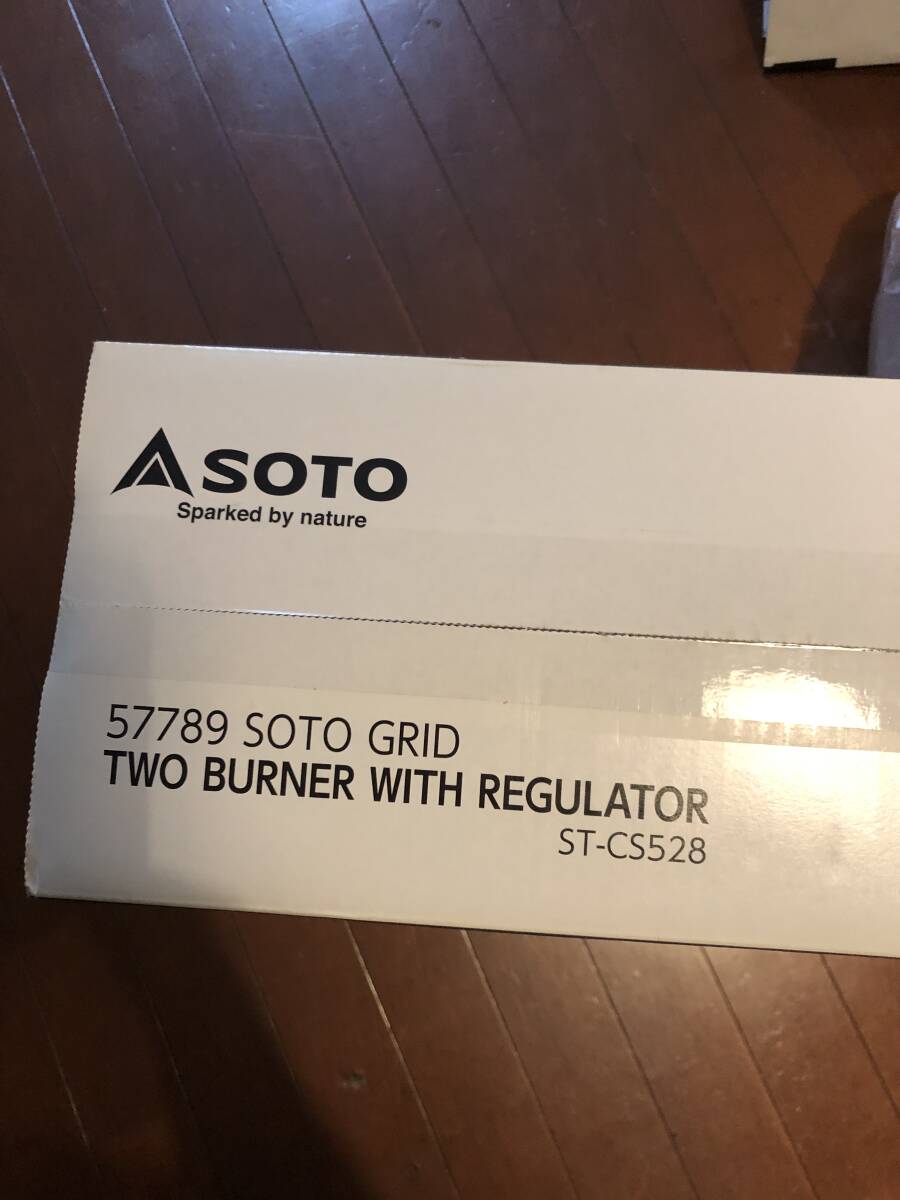 SOTO
Sparked by nature
57789 SOTO GRID
TWO BURNER WITH REGULATOR
ST-CS528